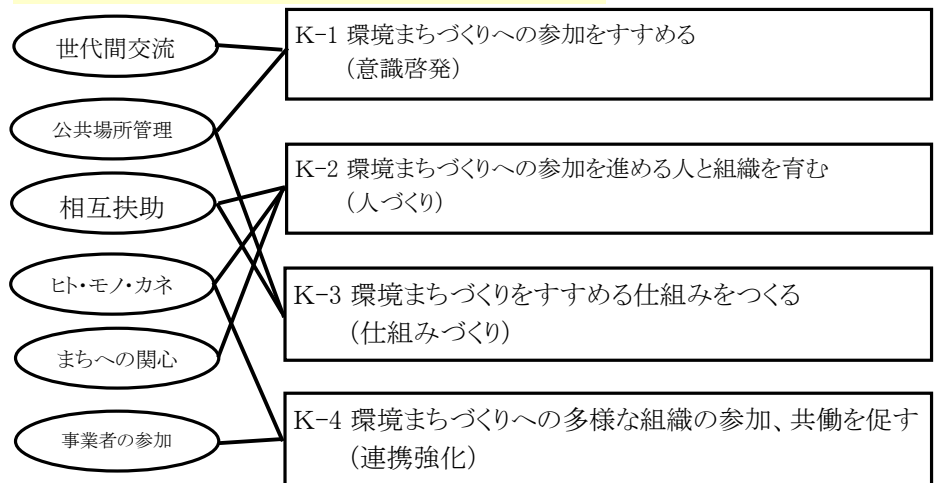 世代間交流
公共場所管理
相互扶助
ヒト・モノ・カネ
まちへの関心
事業者の参加
K-1 環境まちづくりへの参加をすすめる
(意識啓発)
K-2 環境まちづくりへの参加を進める人と組織を育む
(人づくり)
K-3 環境まちづくりをすすめる仕組みをつくる
(仕組みづくり)
K-4 環境まちづくりへの多様な組織の参加、共働を促す
(連携強化)